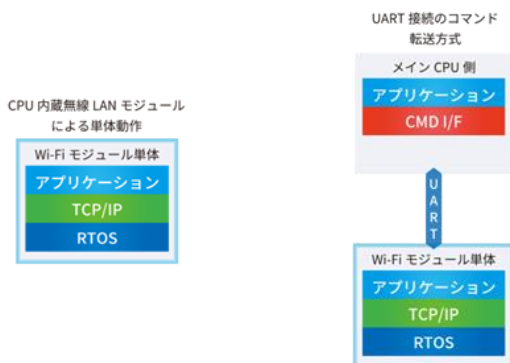 CPU 内蔵無線 LAN モジュール
による単体動作
Wi-Fi モジュール単体
アプリケーション
TCP/IP
RTOS
UART 接続のコマンド
転送方式
メイン CPU 側
アプリケーション
CMD I/F
UART
Wi-Fi モジュール単体
アプリケーション
TCP/IP
RTOS